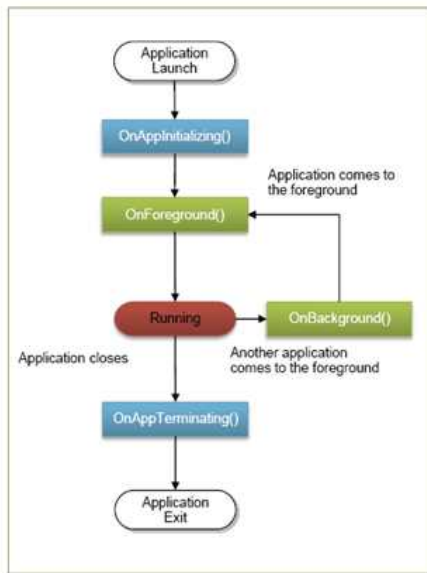 Application
Launch
OnAppInitializing()
Application comes to
the foreground
OnForeground()
Running
OnBackground()
Application closes
Another application
comes to the foreground
OnAppTerminating()
Application
Exit